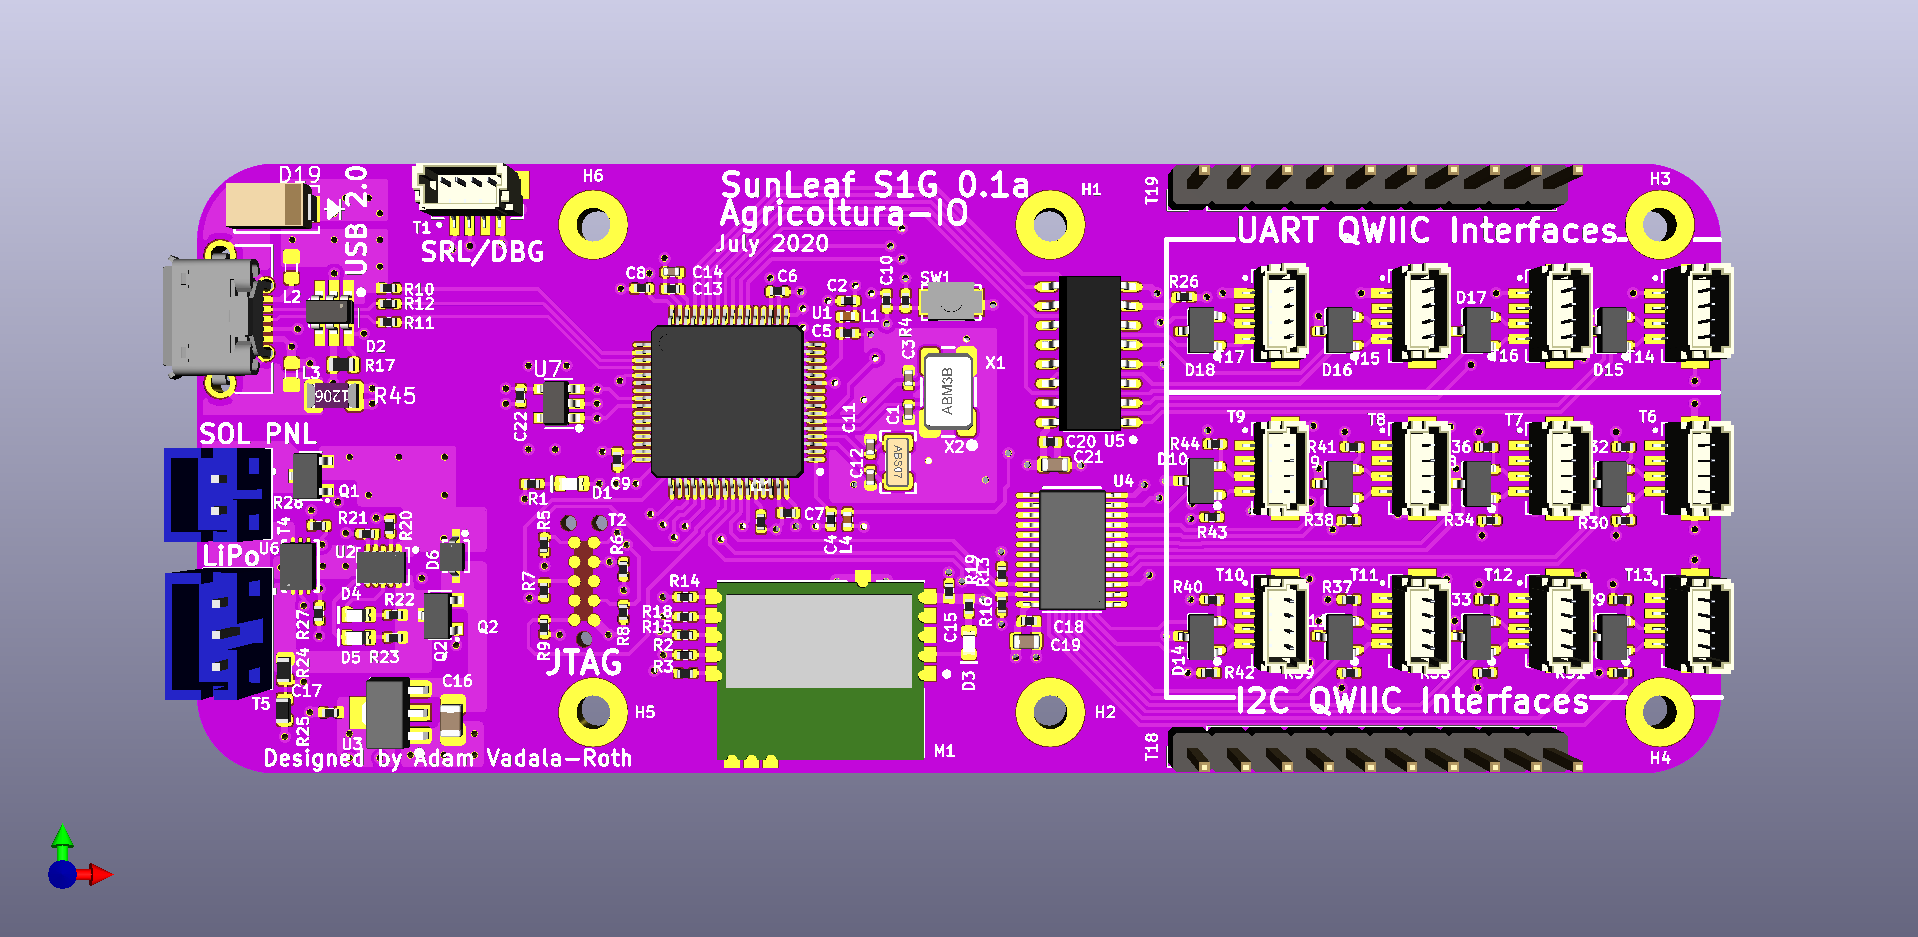 D19
USB 2.0
T1
SRL/DBG
H6
SunLeaf S1G 0.1a
Agricoltura-IO
July 2020
H1
T19
H3
UART QWIIC Interfaces
L2
R10
R12
R11
D2
R17
L3
1206
R45
C8
C14
C13
C6
C2
C10
SW1
U1
L1
C5
R4
C3
X1
ABM3B
C1
C11
X2
C12
ABS07
U7
C22
R1
D1
C9
C7
C4
L4
C20
U5
C21
U4
R26
D18
T17
D16
T15
D17
T16
D15
T14
T9
T8
T7
T6
R44
D10
R43
R41
R38
R34
R30
SOL PNL
Q1
R28
T4
R21
R20
LiPo
U6
U2
D6
D4
R22
R27
D5
R23
Q2
Q2
R24
C17
T5
R25
U3
C16
R5
T2
R6
R7
R9
R8
JTAG
H5
R14
R18
R15
R2
R3
M1
C15
R19
R13
R16
D3
C18
C19
H2
T10
T11
T12
T13
R40
R37
D14
R42
R39
I2C QWIIC Interfaces
T18
H4
Designed by Adam Vadala-Roth